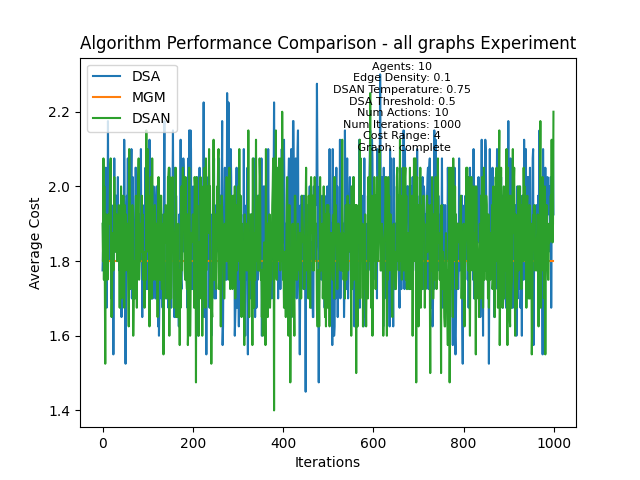 Algorithm Performance Comparison - all graphs Experiment
DSA
MGM
DSAN
Agents: 10
Edge Density: 0.1
DSAN Temperature: 0.75
DSA Threshold: 0.5
Num Actions: 10
Num Iterations: 1000
Cost Range: 4
Graph: complete
Average Cost
2.2
2.0
1.8
1.6
1.4
0
200
400
600
800
1000
Iterations